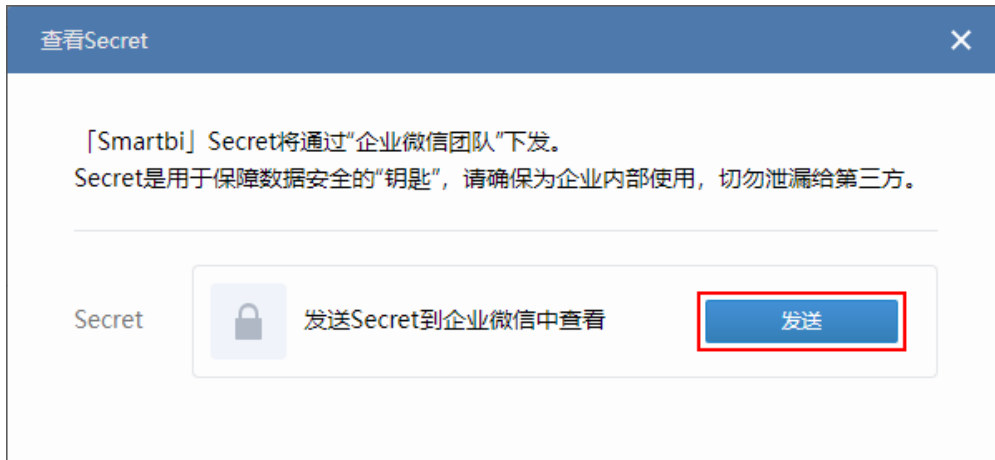 查看Secret
「Smartbi」Secret将通过“企业微信团队”下发。
Secret是用于保障数据安全的“钥匙”，请确保为企业内部使用，切勿泄漏给第三方。
Secret
发送Secret到企业微信中查看
发送